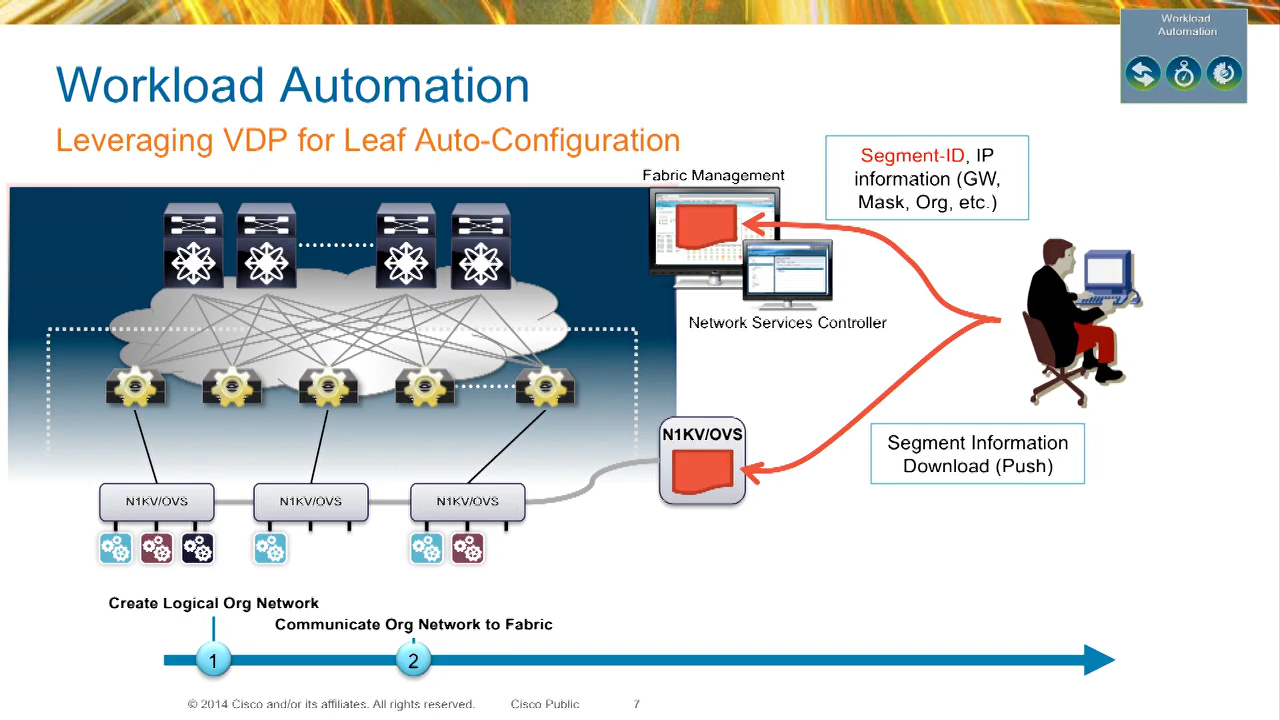 Workload
Automation
Workload Automation
Leveraging VDP for Leaf Auto-Configuration
Segment-ID, IP
information (GW,
Mask, Org, etc.)
Fabric Management
Network Services Controller
N1KV/OVS
Segment Information
Download (Push)
N1KV/OVS
N1KV/OVS
N1KV/OVS
Create Logical Org Network
Communicate Org Network to Fabric
1
2
© 2014 Cisco and/or its affiliates. All rights reserved.
Cisco Public
7